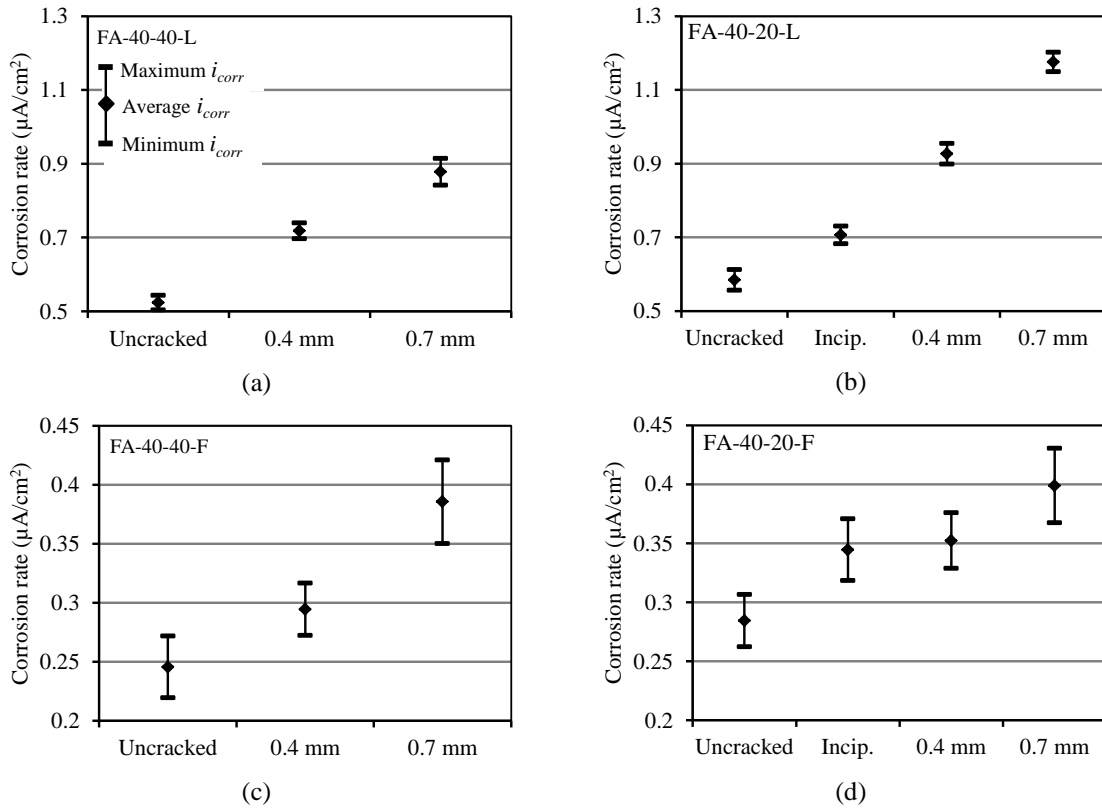 1.3
1.1
0.9
0.7
0.5
Corrosion rate (µA/cm²)
FA-40-40-L
Maximum i_corr
Average i_corr
Minimum i_corr
Uncracked 0.4 mm 0.7 mm
(a)
1.3
1.1
0.9
0.7
0.5
Corrosion rate (µA/cm²)
FA-40-20-L
Uncracked Incip. 0.4 mm 0.7 mm
(b)
0.45
0.4
0.35
0.3
0.25
0.2
Corrosion rate (µA/cm²)
FA-40-40-F
Uncracked 0.4 mm 0.7 mm
(c)
0.45
0.4
0.35
0.3
0.25
0.2
Corrosion rate (µA/cm²)
FA-40-20-F
Uncracked Incip. 0.4 mm 0.7 mm
(d)